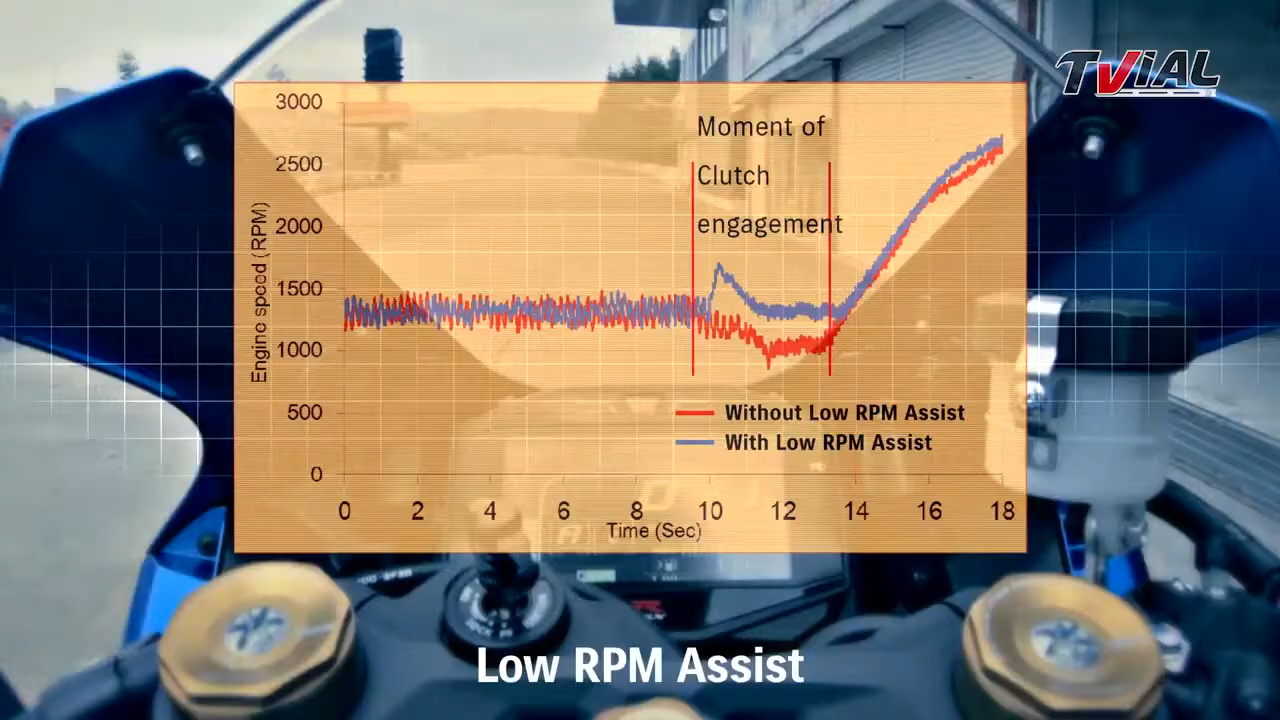 TVIAL
3000
Moment of
Clutch
engagement
2500
2000
1500
1000
500
0
Engine speed (RPM)
Without Low RPM Assist
With Low RPM Assist
0 2 4 6 8 10 12 14 16 18
Time (Sec)
Low RPM Assist